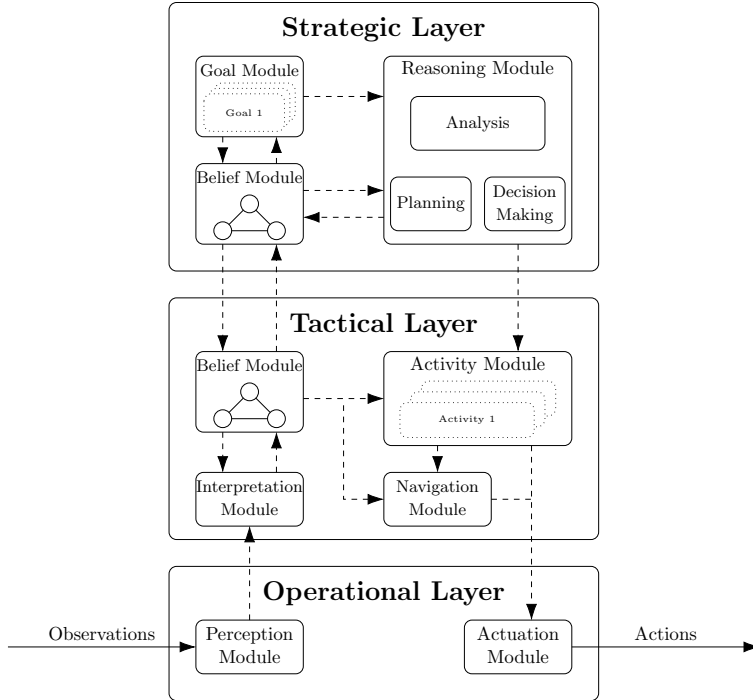 Strategic Layer
Goal Module
Goal 1
Reasoning Module
Analysis
Belief Module
Planning
Decision
Making
Tactical Layer
Belief Module
Activity Module
Activity 1
Interpretation
Module
Navigation
Module
Operational Layer
Observations
Perception
Module
Actuation
Module
Actions